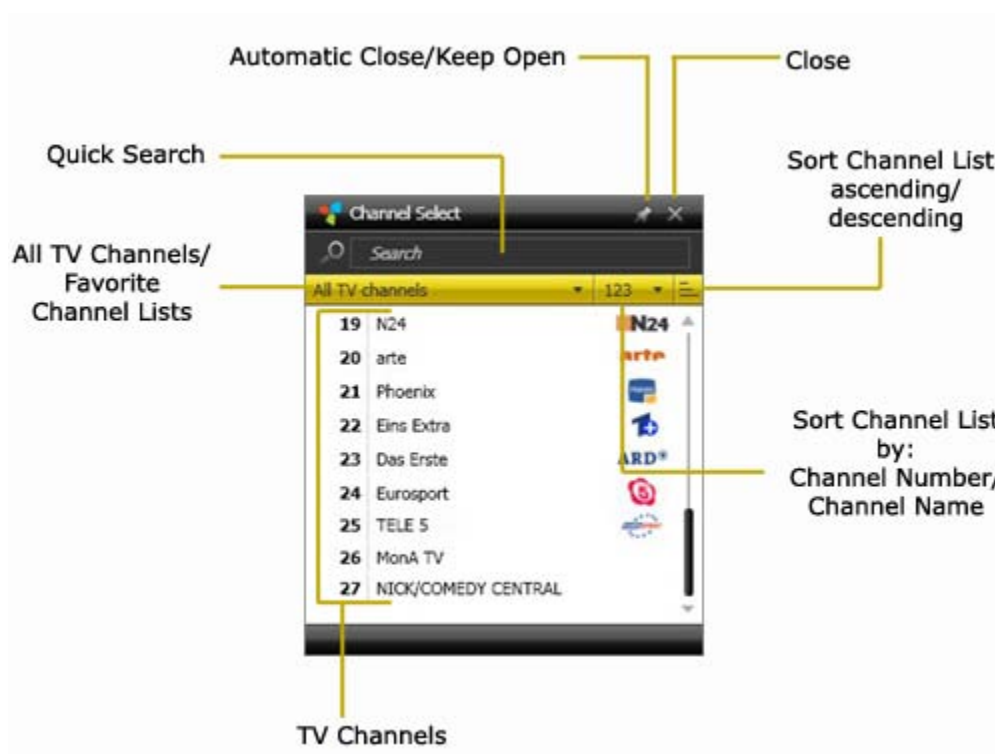 Automatic Close/Keep Open
Close
Quick Search
Sort Channel List
ascending/
descending
Channel Select
Search
All TV Channels/
Favorite
Channel Lists
All TV channels
123
19 N24 N24
20 arte arte
21 Phoenix
22 Eins Extra
23 Das Erste ARD
24 Eurosport
25 TELE 5
26 MonA TV
27 NICK/COMEDY CENTRAL
Sort Channel List
by:
Channel Number/
Channel Name
TV Channels